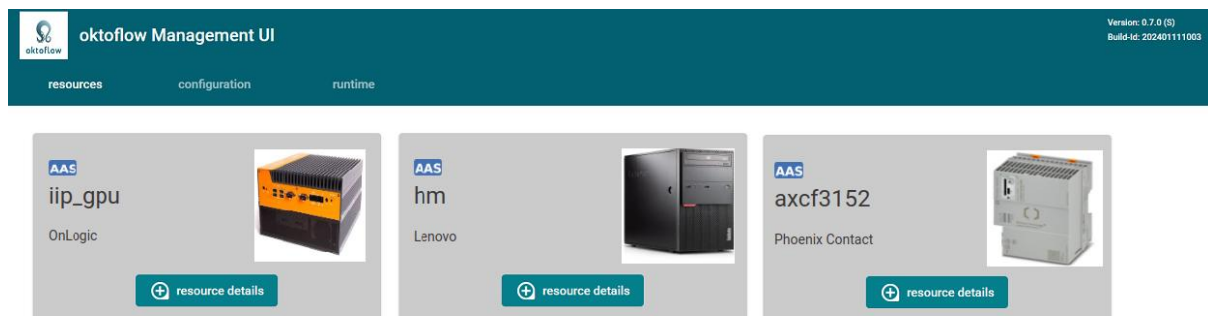 oktoflow
oktoflow Management UI
Version: 0.7.0 (S)
Build-Id: 202401111003
resources configuration runtime
AAS
iip_gpu
OnLogic
resource details
AAS
hm
Lenovo
resource details
AAS
axcf3152
Phoenix Contact
resource details